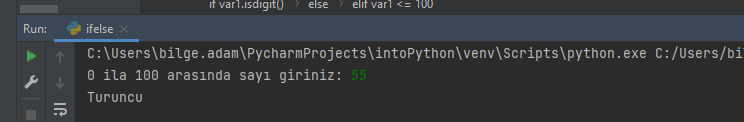 if var1.isdigit() > else > elif var1 <= 100
Run: ifelse ×
C:\Users\bilge.adam\PycharmProjects\intoPython\venv\Scripts\python.exe C:/Users/bil
0 ila 100 arasında sayı giriniz: 55
Turuncu